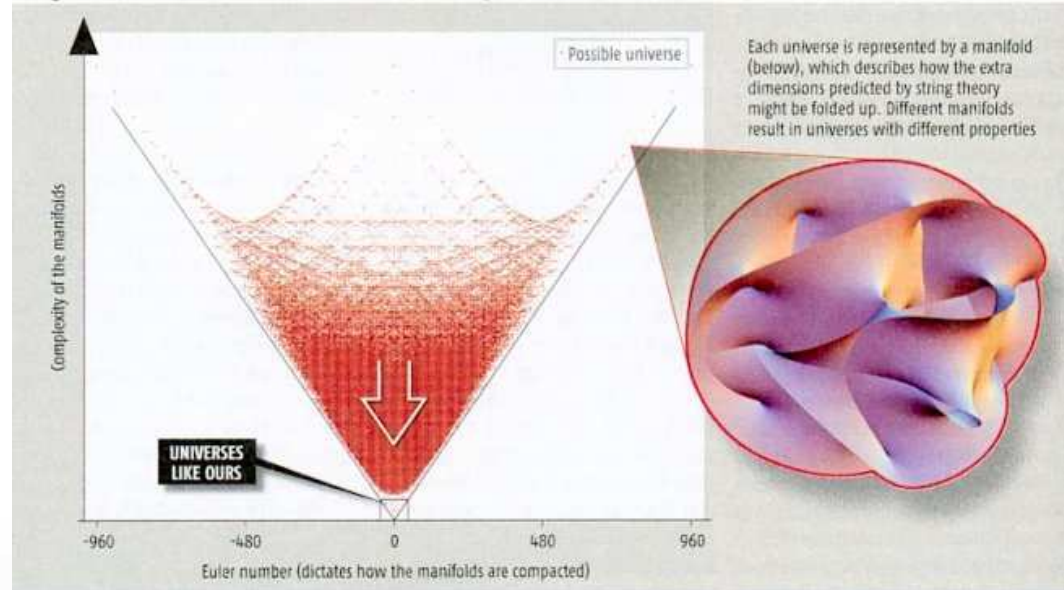 Possible universe
Each universe is represented by a manifold
(below), which describes how the extra
dimensions predicted by string theory
might be folded up. Different manifolds
result in universes with different properties
Complexity of the manifolds
UNIVERSES
LIKE OURS
-960
-480
0
480
960
Euler number (dictates how the manifolds are compacted)